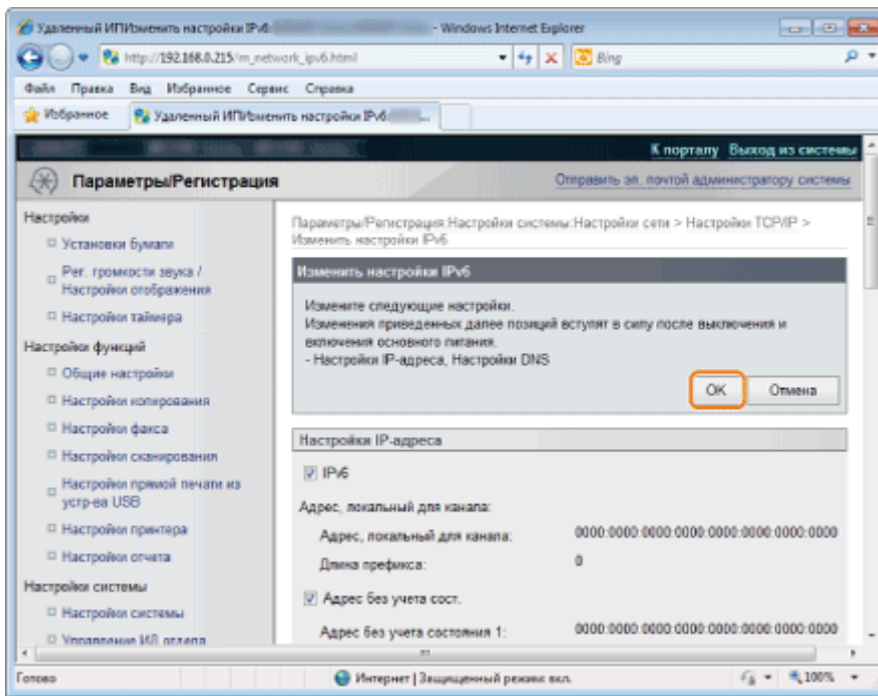 Удаленный ИП\Изменить настройки IPv6: - Windows Internet Explorer
http://192.168.0.215/m_network_ipv6.html
Bing
Файл Правка Вид Избранное Сервис Справка
Избранное
Удаленный ИП\Изменить настройки IPv6: ...
К порталу Выход из системы
Параметры/Регистрация
Отправить эл. почтой администратору системы
Настройки
Установки бумаги
Рег. громкости звука /
Настройки отображения
Настройки таймера
Настройки функций
Общие настройки
Настройки копирования
Настройки факса
Настройки сканирования
Настройки прямой печати из
устр-ва USB
Настройки принтера
Настройки отчета
Настройки системы
Настройки системы
Управление ИД отдела
Параметры/Регистрация:Настройки системы:Настройки сети > Настройки TCP/IP >
Изменить настройки IPv6
Изменить настройки IPv6
Измените следующие настройки.
Изменения приведенных далее позиций вступят в силу после выключения и
включения основного питания.
- Настройки IP-адреса, Настройки DNS
OK Отмена
Настройки IP-адреса
IPv6
Адрес, локальный для канала:
Адрес, локальный для канала: 0000:0000:0000:0000:0000:0000:0000:0000
Длина префикса: 0
Адрес без учета сост.
Адрес без учета состояния 1: 0000:0000:0000:0000:0000:0000:0000:0000
Готово
Интернет | Защищенный режим: вкл.
100%